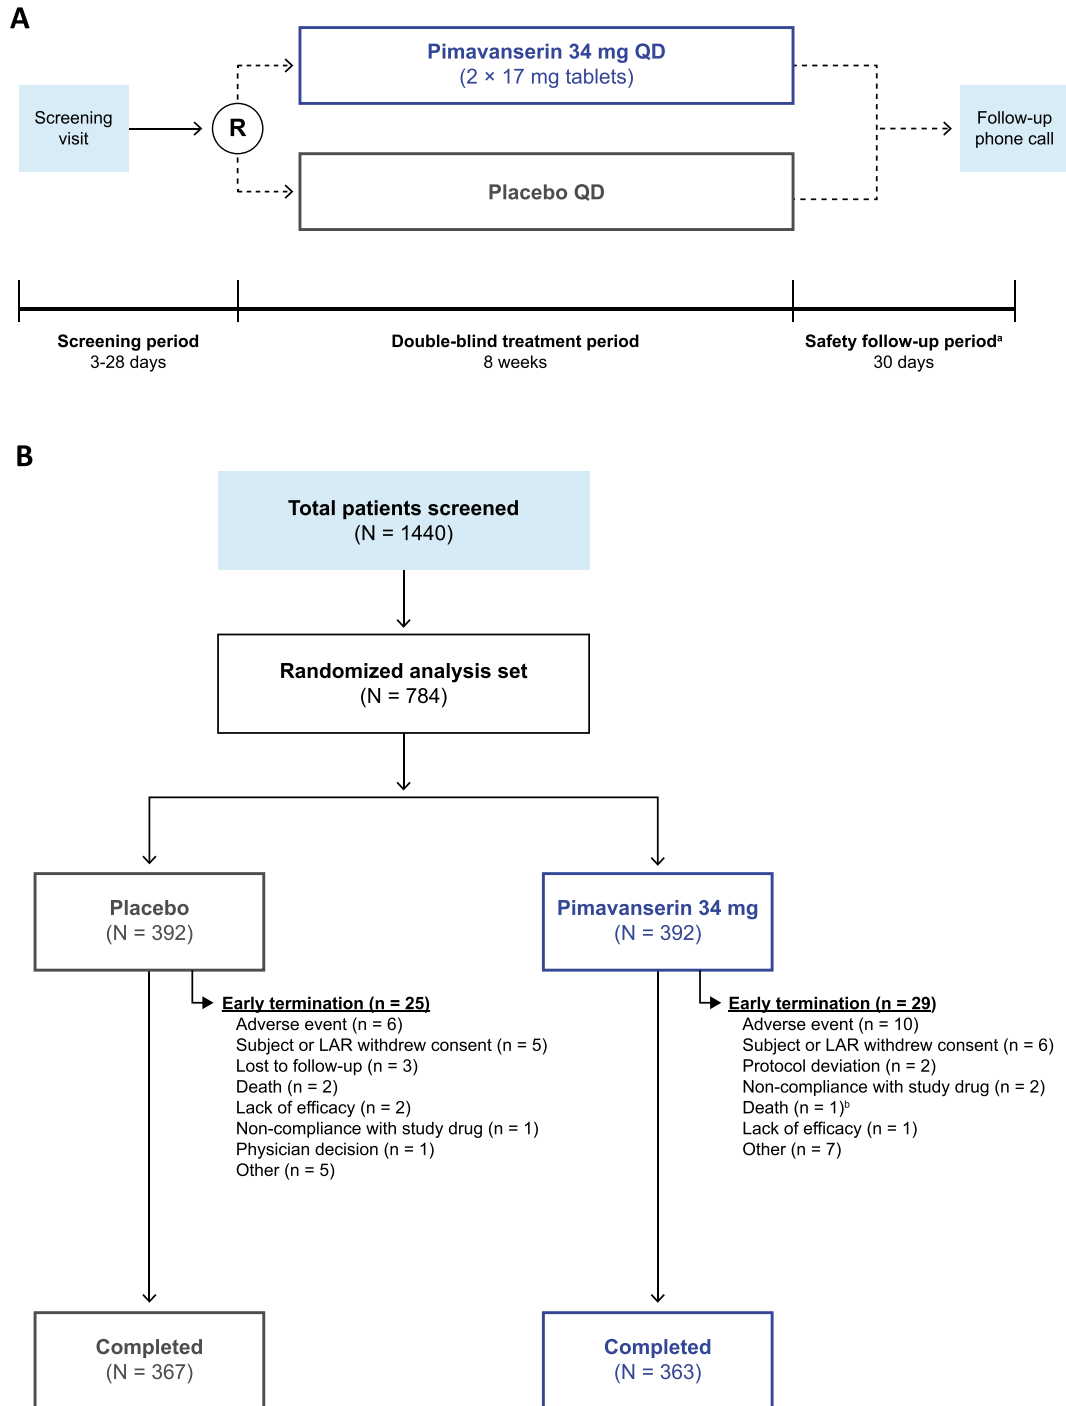 A
Pimavanserin 34 mg QD
(2 × 17 mg tablets)
Screening
visit
R
Follow-up
phone call
Placebo QD
Screening period
3-28 days
Double-blind treatment period
8 weeks
Safety follow-up periodᵃ
30 days
B
Total patients screened
(N = 1440)
Randomized analysis set
(N = 784)
Placebo
(N = 392)
Pimavanserin 34 mg
(N = 392)
Early termination (n = 25)
Adverse event (n = 6)
Subject or LAR withdrew consent (n = 5)
Lost to follow-up (n = 3)
Death (n = 2)
Lack of efficacy (n = 2)
Non-compliance with study drug (n = 1)
Physician decision (n = 1)
Other (n = 5)
Early termination (n = 29)
Adverse event (n = 10)
Subject or LAR withdrew consent (n = 6)
Protocol deviation (n = 2)
Non-compliance with study drug (n = 2)
Death (n = 1)ᵇ
Lack of efficacy (n = 1)
Other (n = 7)
Completed
(N = 367)
Completed
(N = 363)